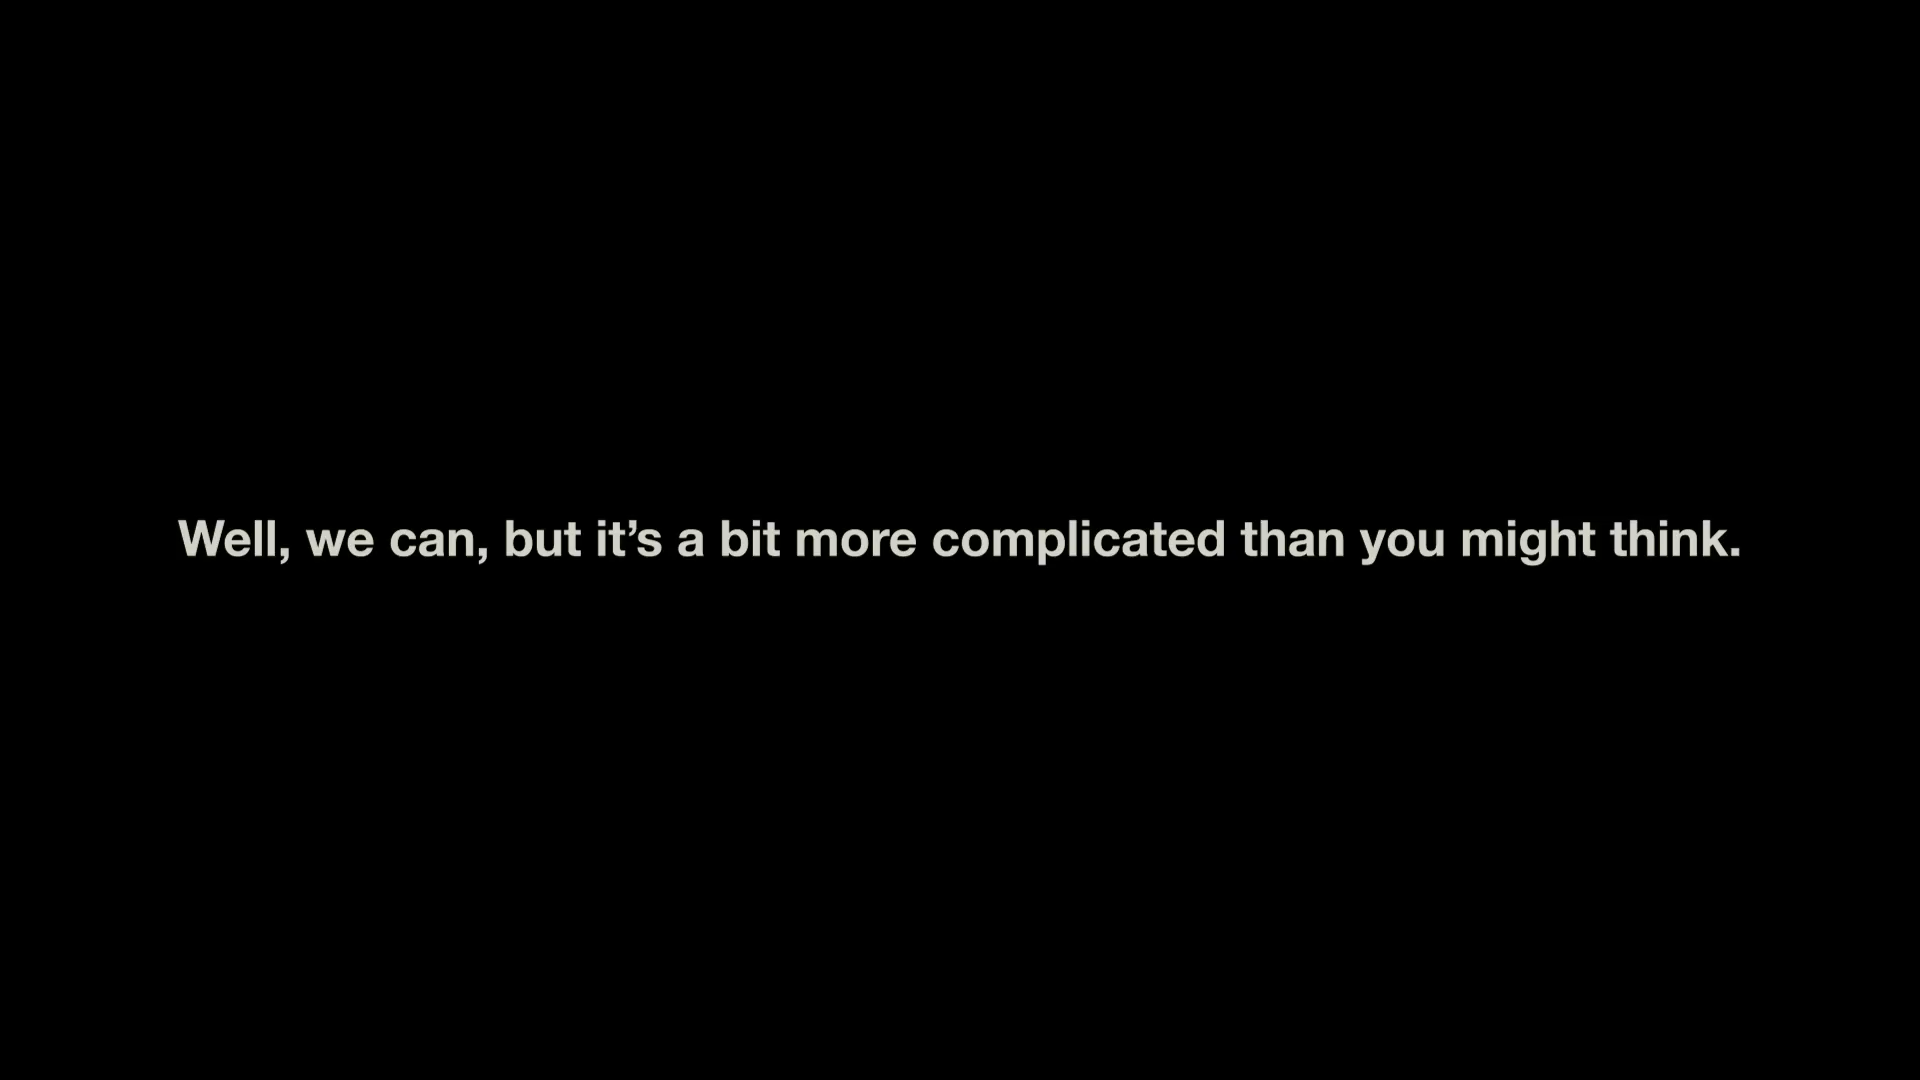 Well, we can, but it’s a bit more complicated than you might think.